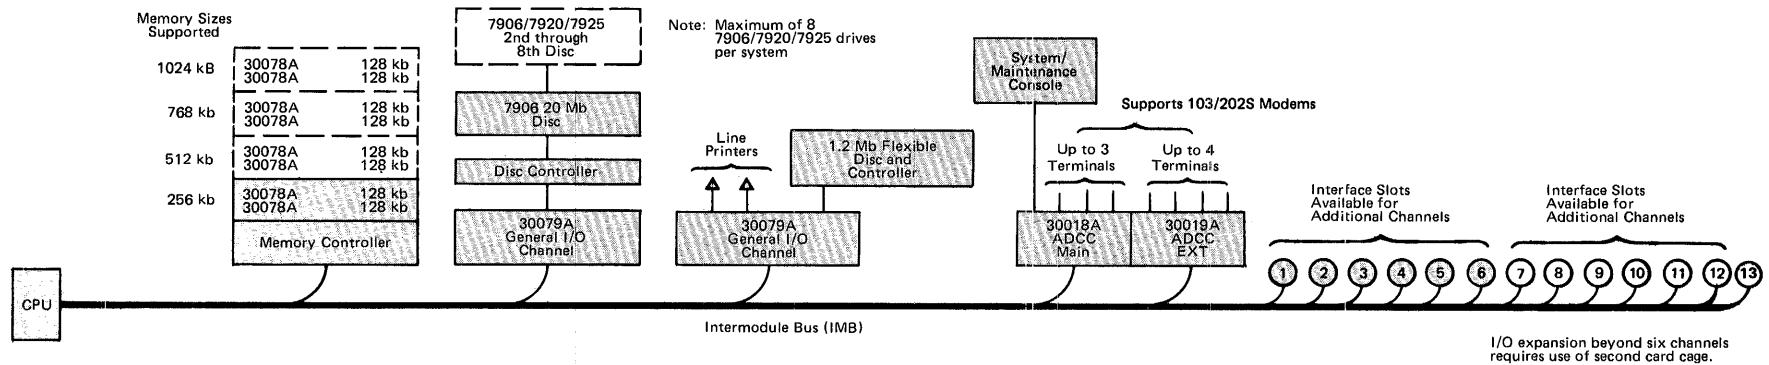 Memory Sizes
Supported
1024 kB
768 kb
512 kb
256 kb
30078A 128 kb
30078A 128 kb
30078A 128 kb
30078A 128 kb
30078A 128 kb
30078A 128 kb
30078A 128 kb
30078A 128 kb
Memory Controller
7906/7920/7925
2nd through
8th Disc
7906 20 Mb
Disc
Disc Controller
30079A
General I/O
Channel
Note: Maximum of 8
7906/7920/7925 drives
per system
Line
Printers
1.2 Mb Flexible
Disc and
Controller
30079A
General I/O
Channel
System/
Maintenance
Console
Supports 103/202S Modems
Up to 3
Terminals
Up to 4
Terminals
30018A
ADCC
Main
30019A
ADCC
EXT
Interface Slots
Available for
Additional Channels
Interface Slots
Available for
Additional Channels
1 2 3 4 5 6 7 8 9 10 11 12 13
CPU
Intermodule Bus (IMB)
I/O expansion beyond six channels
requires use of second card cage.